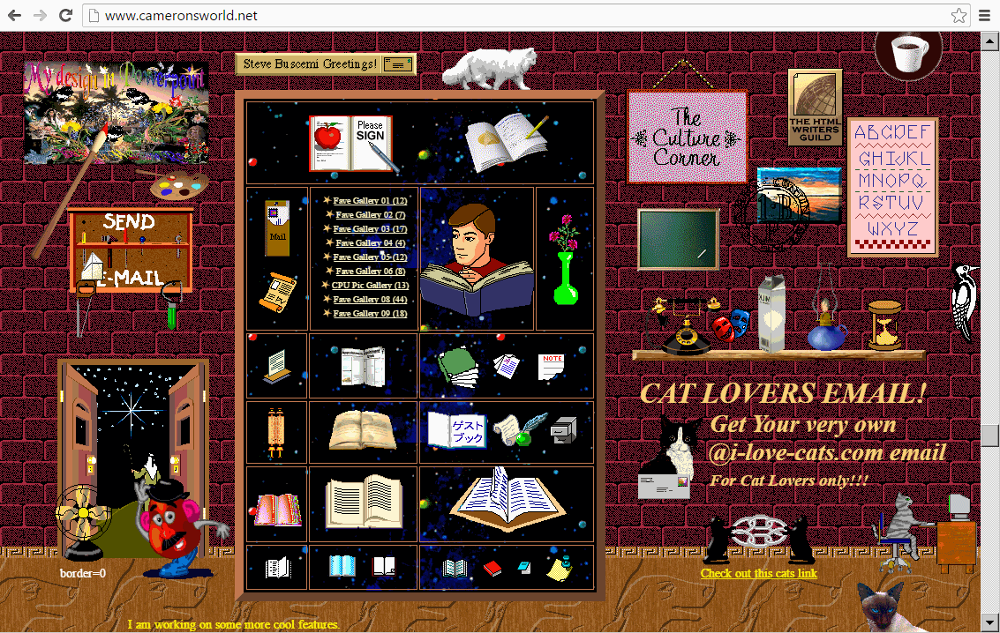 www.cameronsworld.net
Steve Buscemi Greetings!
My design in Powerpoint
Please
SIGN
The
Culture
Corner
THE HTML
WRITERS
GUILD
ABCDEF
GHIJKL
MNOPQ
RSTUV
WXYZ
SEND
E-MAIL
Mail
Fave Gallery 01 (12)
Fave Gallery 02 (7)
Fave Gallery 03 (17)
Fave Gallery 04 (4)
Fave Gallery 05 (12)
Fave Gallery 06 (8)
CPU Pic Gallery (13)
Fave Gallery 08 (44)
Fave Gallery 09 (18)
NOTE
ゲスト
ブック
CAT LOVERS EMAIL!
Get Your very own
@i-love-cats.com email
For Cat Lovers only!!!
border=0
Check out this cats link
I am working on some more cool features.